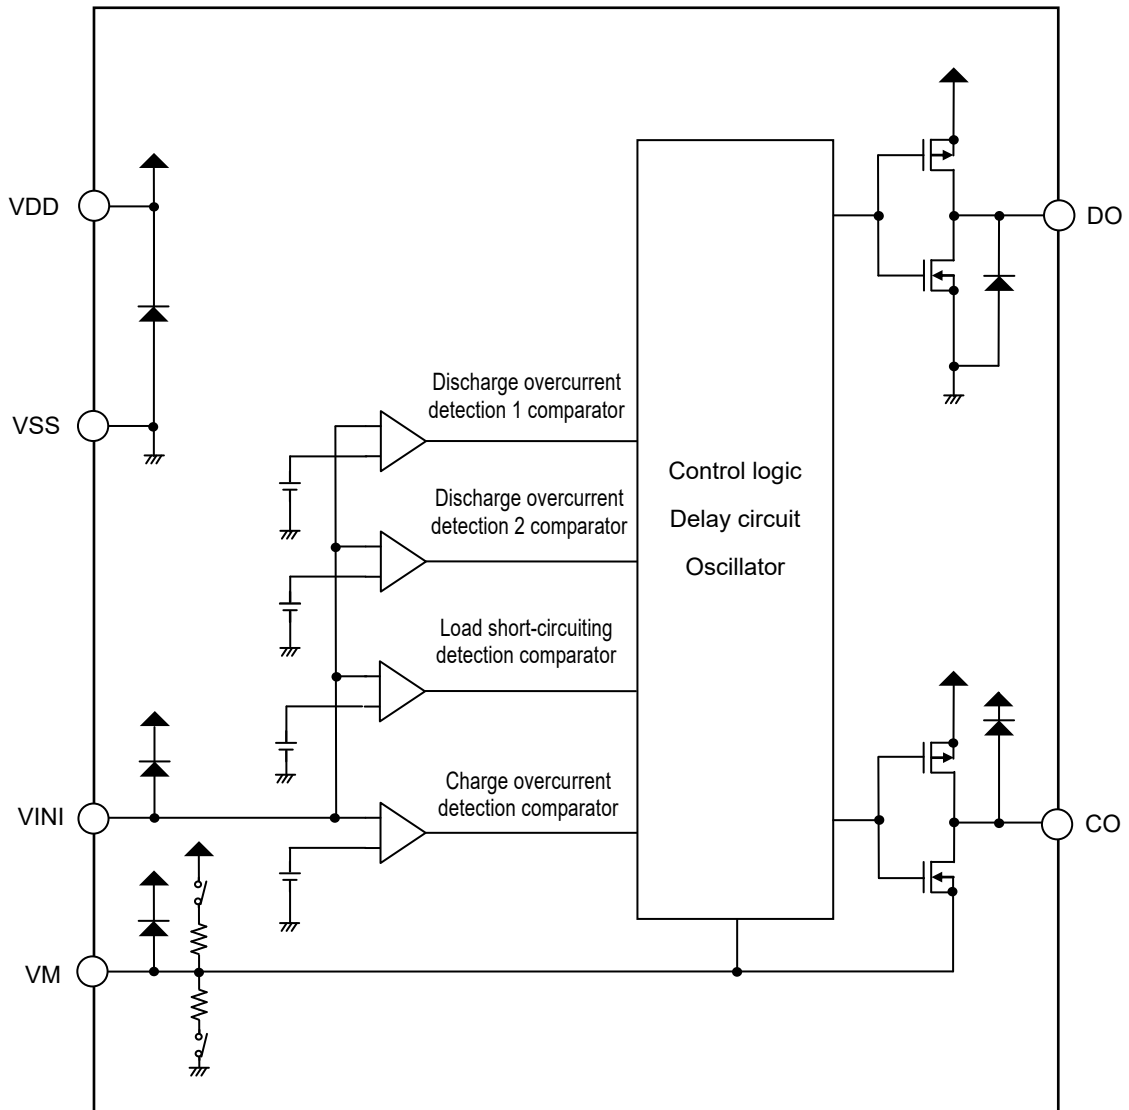 VDD
DO
VSS
Discharge overcurrent
detection 1 comparator
Discharge overcurrent
detection 2 comparator
Load short-circuiting
detection comparator
Charge overcurrent
detection comparator
Control logic
Delay circuit
Oscillator
VINI
CO
VM